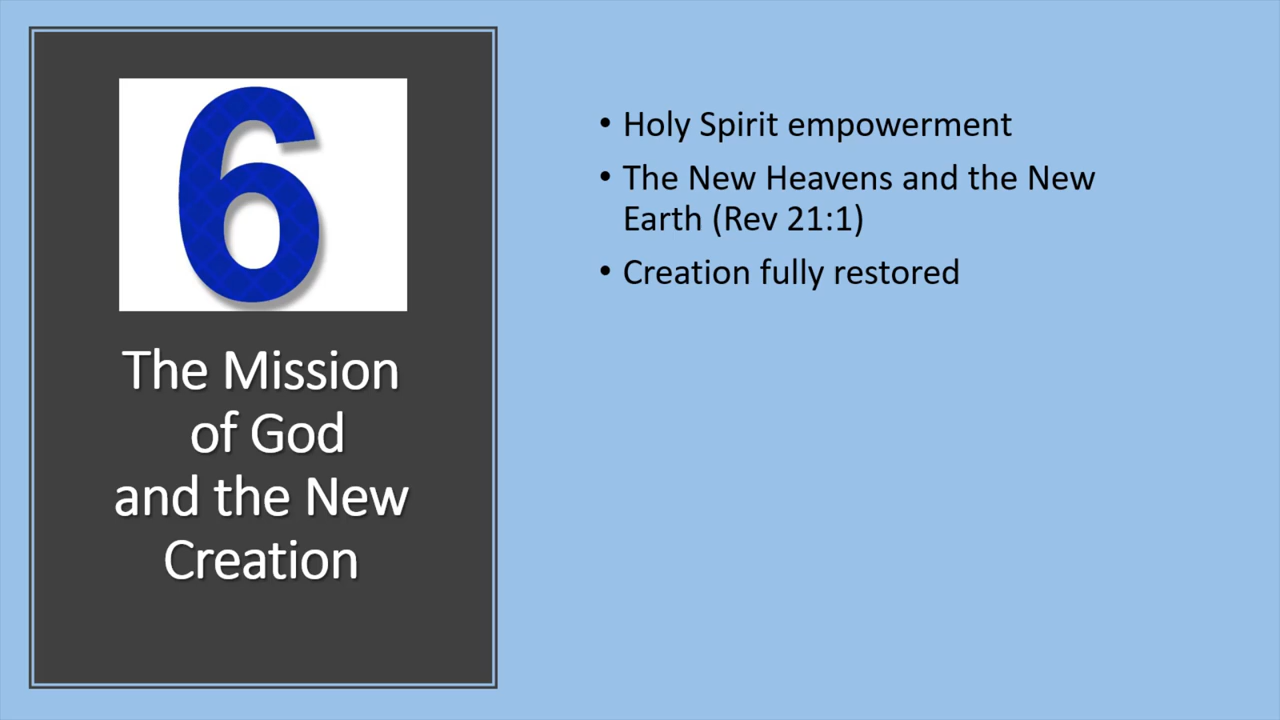 6
The Mission
of God
and the New
Creation
• Holy Spirit empowerment
• The New Heavens and the New
Earth (Rev 21:1)
• Creation fully restored